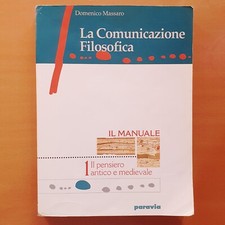 Domenico Massaro
La Comunicazione
Filosofica
IL MANUALE
1 Il pensiero
antico e medievale
paravia